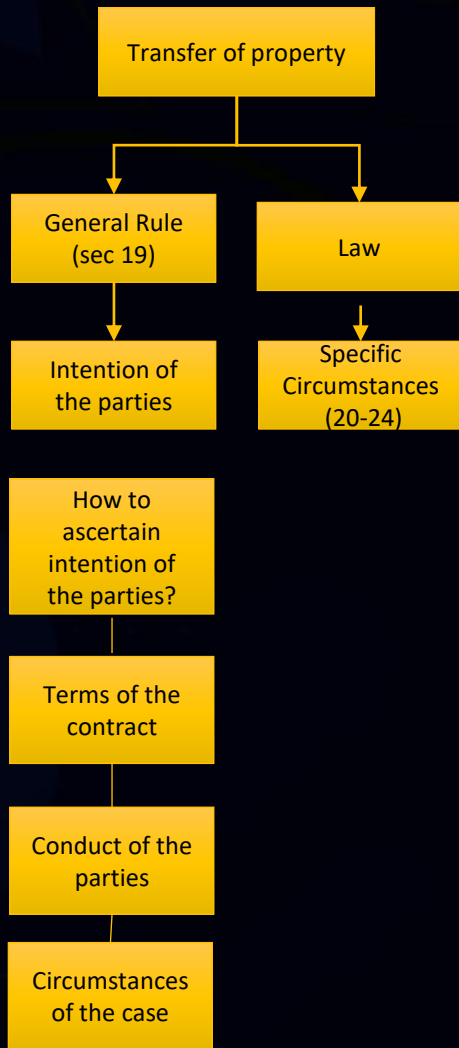 Transfer of property
General Rule
(sec 19)
Law
Intention of
the parties
Specific
Circumstances
(20-24)
How to
ascertain
intention of
the parties?
Terms of the
contract
Conduct of the
parties
Circumstances
of the case